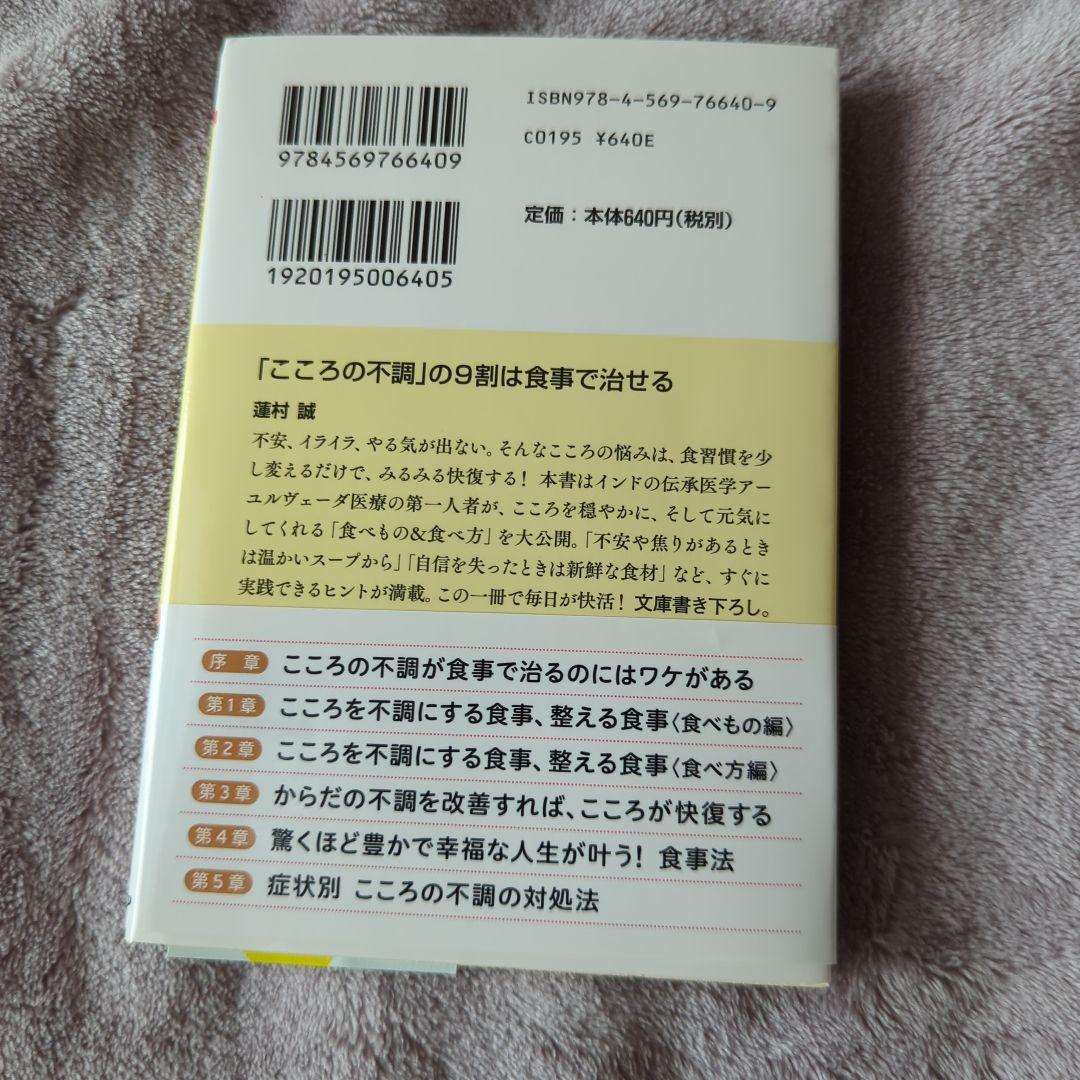 ISBN978-4-569-76640-9
C0195 ¥640E
9784569766409
定価：本体640円(税別)
1920195006405
「こころの不調」の9割は食事で治せる
蓮村 誠
不安、イライラ、やる気が出ない。そんなこころの悩みは、食習慣を少
し変えるだけで、みるみる快復する！ 本書はインドの伝承医学アー
ユルヴェーダ医療の第一人者が、こころを穏やかに、そして元気に
してくれる「食べもの&食べ方」を大公開。「不安や焦りがあるとき
は温かいスープから」「自信を失ったときは新鮮な食材」など、すぐに
実践できるヒントが満載。この一冊で毎日が快活！ 文庫書き下ろし。
序 章 こころの不調が食事で治るのにはワケがある
第1章 こころを不調にする食事、整える食事〈食べもの編〉
第2章 こころを不調にする食事、整える食事〈食べ方編〉
第3章 からだの不調を改善すれば、こころが快復する
第4章 驚くほど豊かで幸福な人生が叶う！ 食事法
第5章 症状別 こころの不調の対処法